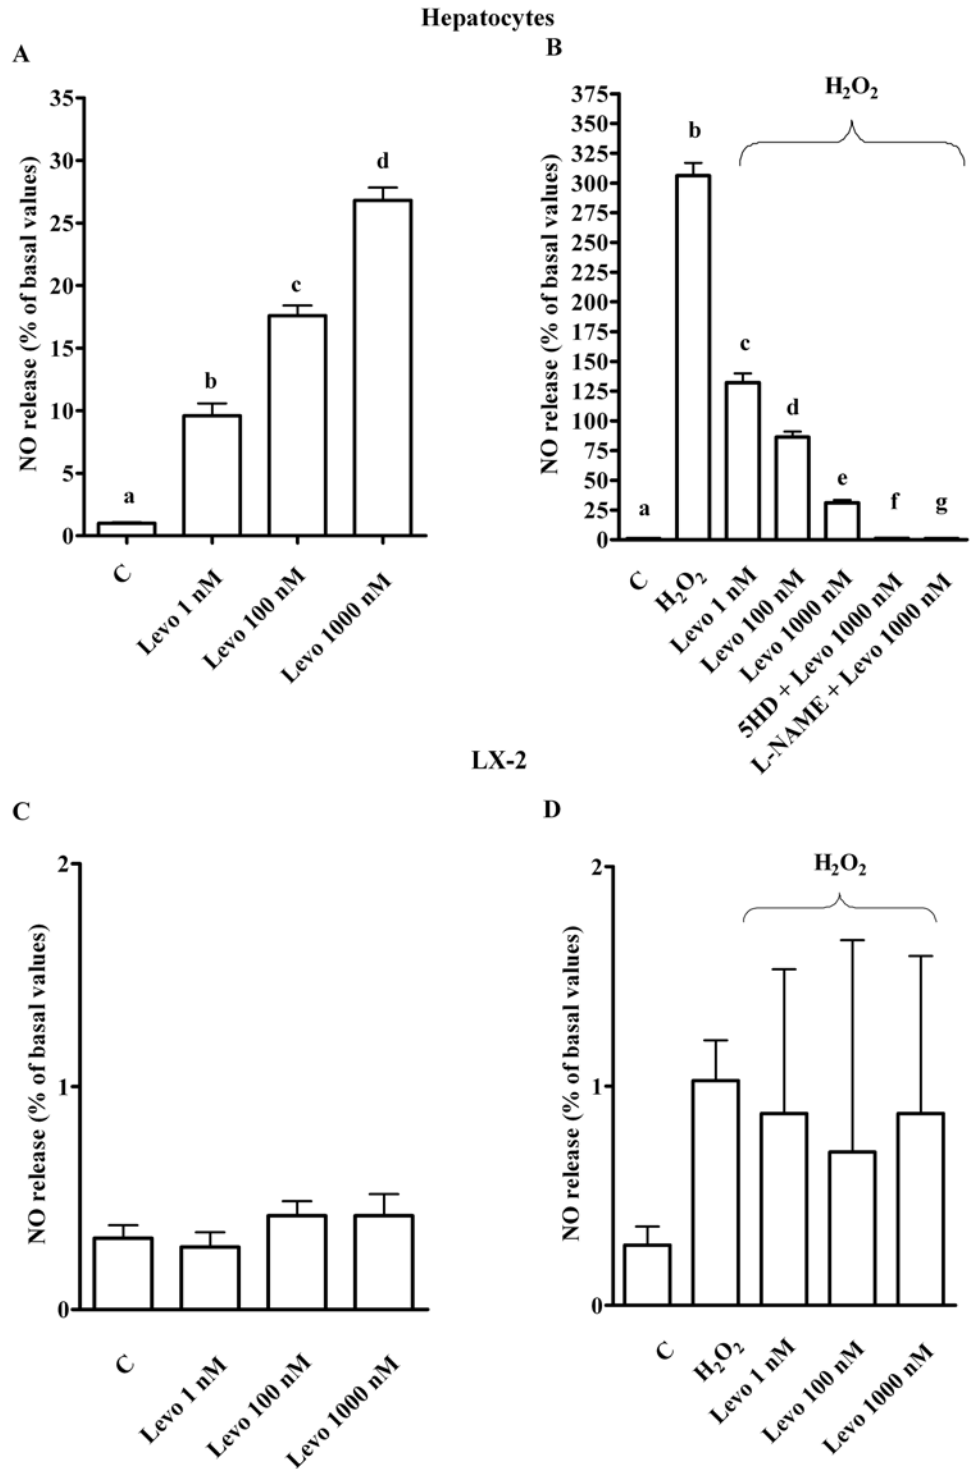 Hepatocytes
A
NO release (% of basal values)
35
30
25
20
15
10
5
0
a
b
c
d
C
Levo 1 nM
Levo 100 nM
Levo 1000 nM
B
H₂O₂
NO release (% of basal values)
375
350
325
300
275
250
225
200
175
150
125
100
75
50
25
0
a
b
c
d
e
f
g
C
H₂O₂
Levo 1 nM
Levo 100 nM
Levo 1000 nM
5HD + Levo 1000 nM
L-NAME + Levo 1000 nM
LX-2
C
NO release (% of basal values)
2
1
0
C
Levo 1 nM
Levo 100 nM
Levo 1000 nM
D
H₂O₂
NO release (% of basal values)
2
1
0
C
H₂O₂
Levo 1 nM
Levo 100 nM
Levo 1000 nM